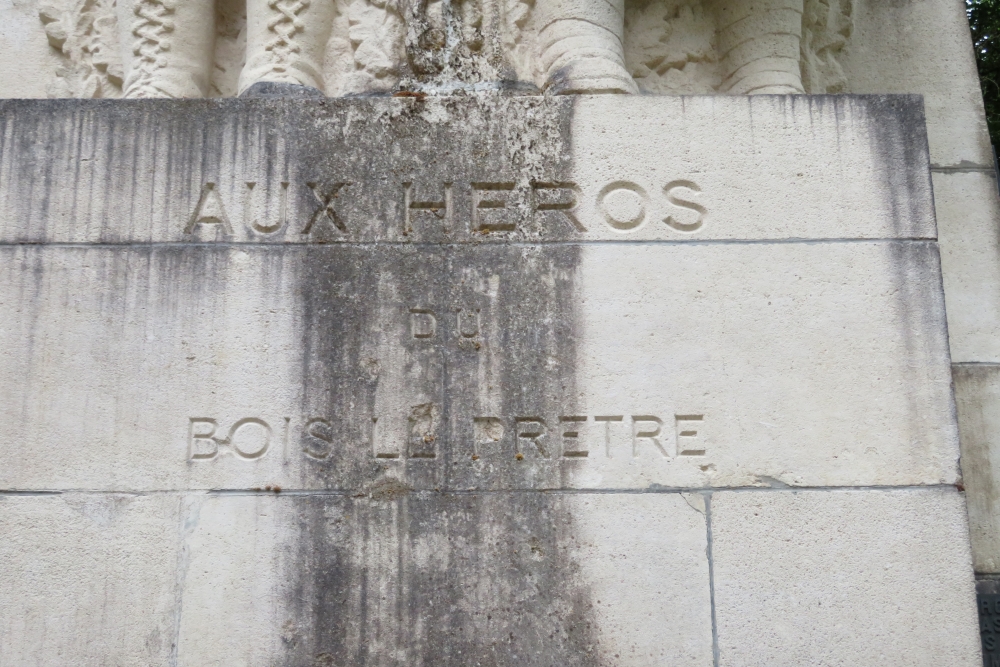 AUX HEROS
DU
BOIS LE PRETRE